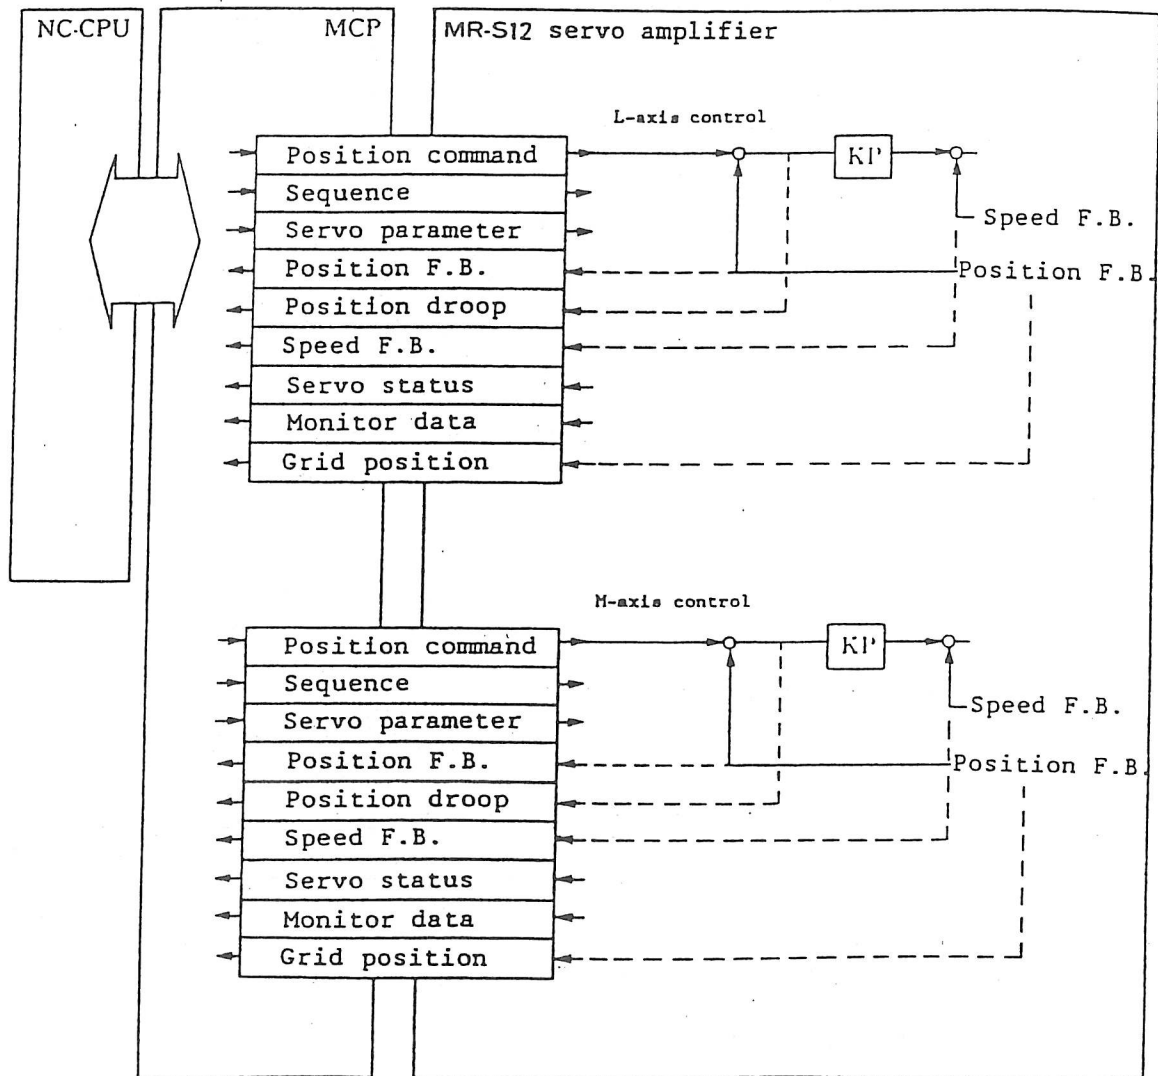 NC-CPU
MCP
MR-S12 servo amplifier
L-axis control
Position command
KP
Sequence
Servo parameter
Speed F.B.
Position F.B.
Position F.B.
Position droop
Speed F.B.
Servo status
Monitor data
Grid position
M-axis control
Position command
KP
Sequence
Servo parameter
Speed F.B.
Position F.B.
Position F.B.
Position droop
Speed F.B.
Servo status
Monitor data
Grid position